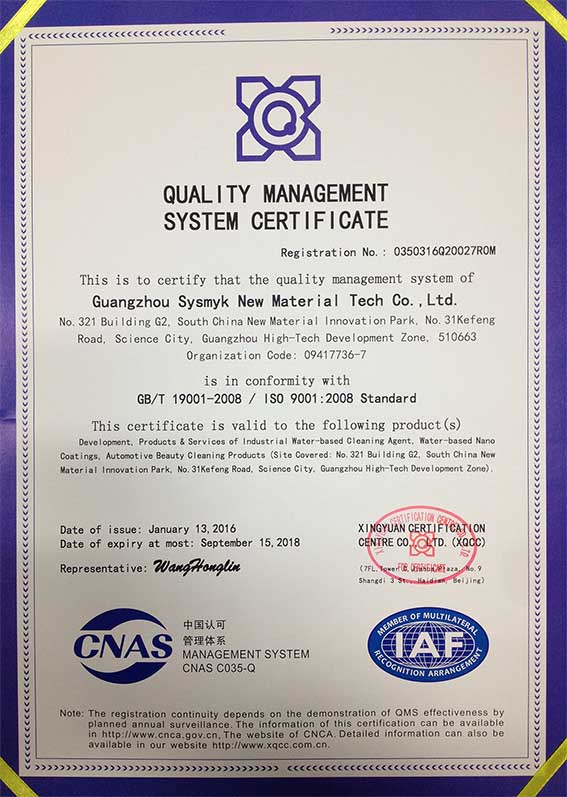 QUALITY MANAGEMENT
SYSTEM CERTIFICATE
Registration No.: 0350316Q20027ROM
This is to certify that the quality management system of
Guangzhou Sysmyk New Material Tech Co.,Ltd.
No. 321 Building G2, South China New Material Innovation Park, No. 31Kefeng
Road, Science City, Guangzhou High-Tech Development Zone, 510663
Organization Code: 09417736-7
is in conformity with
GB/T 19001-2008 / ISO 9001:2008 Standard
This certificate is valid to the following product(s)
Development, Products & Services of Industrial Water-based Cleaning Agent, Water-based Nano
Coatings, Automotive Beauty Cleaning Products (Site Covered: No. 321 Building G2, South China New
Material Innovation Park, No. 31Kefeng Road, Science City, Guangzhou High-Tech Development Zone).
Date of issue: January 13, 2016
Date of expiry at most: September 15, 2018
Representative: WangHonglin
XINGYUAN CERTIFICATION
CENTRE CO., LTD. (XQCC)
(7FL, Tower C, Plaza, No. 9
Shangdi 3 St., Haidian, Beijing)
FOR CERTIFICATE
CNAS
中国认可
管理体系
MANAGEMENT SYSTEM
CNAS C035-Q
MEMBER OF MULTILATERAL
IAF
RECOGNITION ARRANGEMENT
Note: The registration continuity depends on the demonstration of QMS effectiveness by
planned annual surveillance. The information of this certification can be available
in http://www.cnca.gov.cn, The website of CNCA. Detailed information can also be
available in our website http://www.xqcc.com.cn.